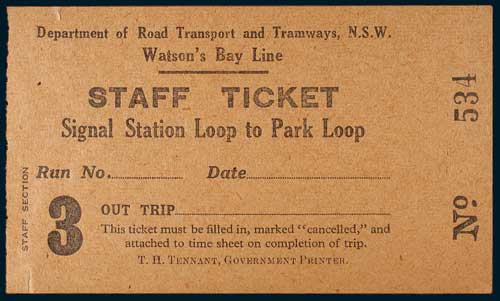 Department of Road Transport and Tramways, N.S.W.
Watson's Bay Line
STAFF TICKET
Signal Station Loop to Park Loop
Run No. Date
STAFF SECTION
3
OUT TRIP
This ticket must be filled in, marked "cancelled," and
attached to time sheet on completion of trip.
T. H. TENNANT, GOVERNMENT PRINTER.
No. 534